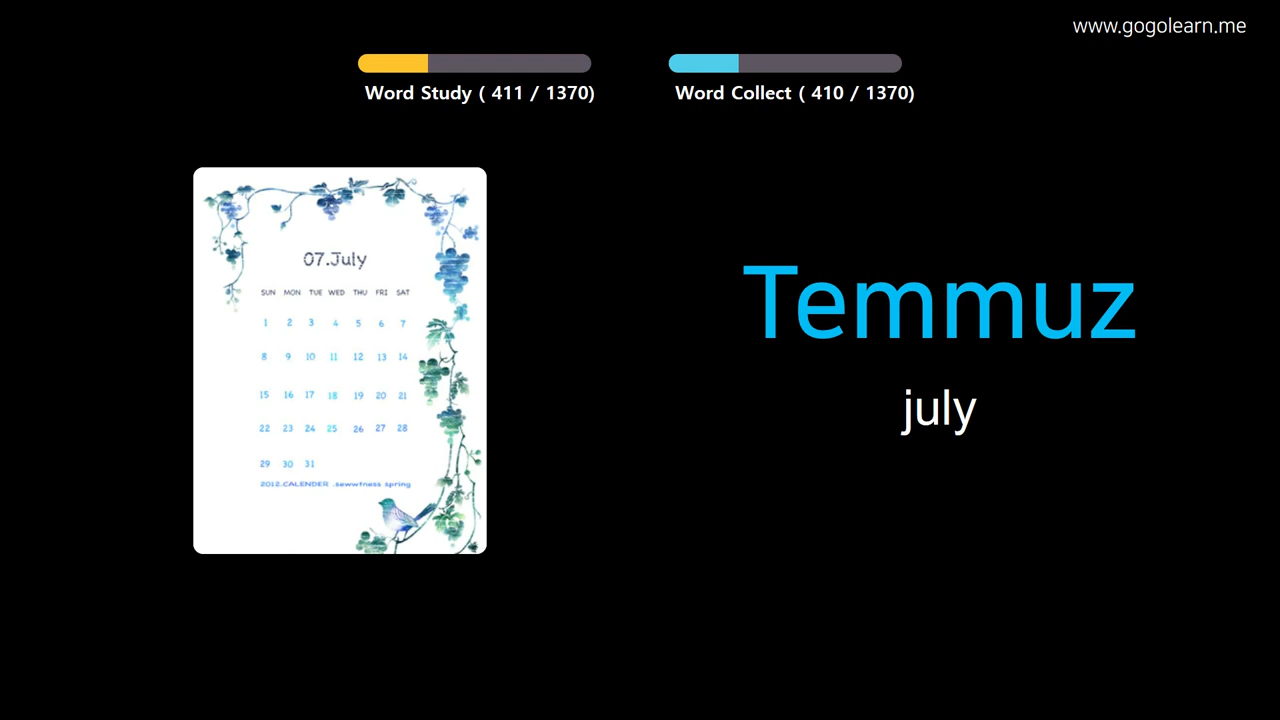 www.gogolearn.me
Word Study ( 411 / 1370)
Word Collect ( 410 / 1370)
07.July
SUN MON TUE WED THU FRI SAT
1 2 3 4 5 6 7
8 9 10 11 12 13 14
15 16 17 18 19 20 21
22 23 24 25 26 27 28
29 30 31
2012.CALENDER .sewwtness spring
Temmuz
july